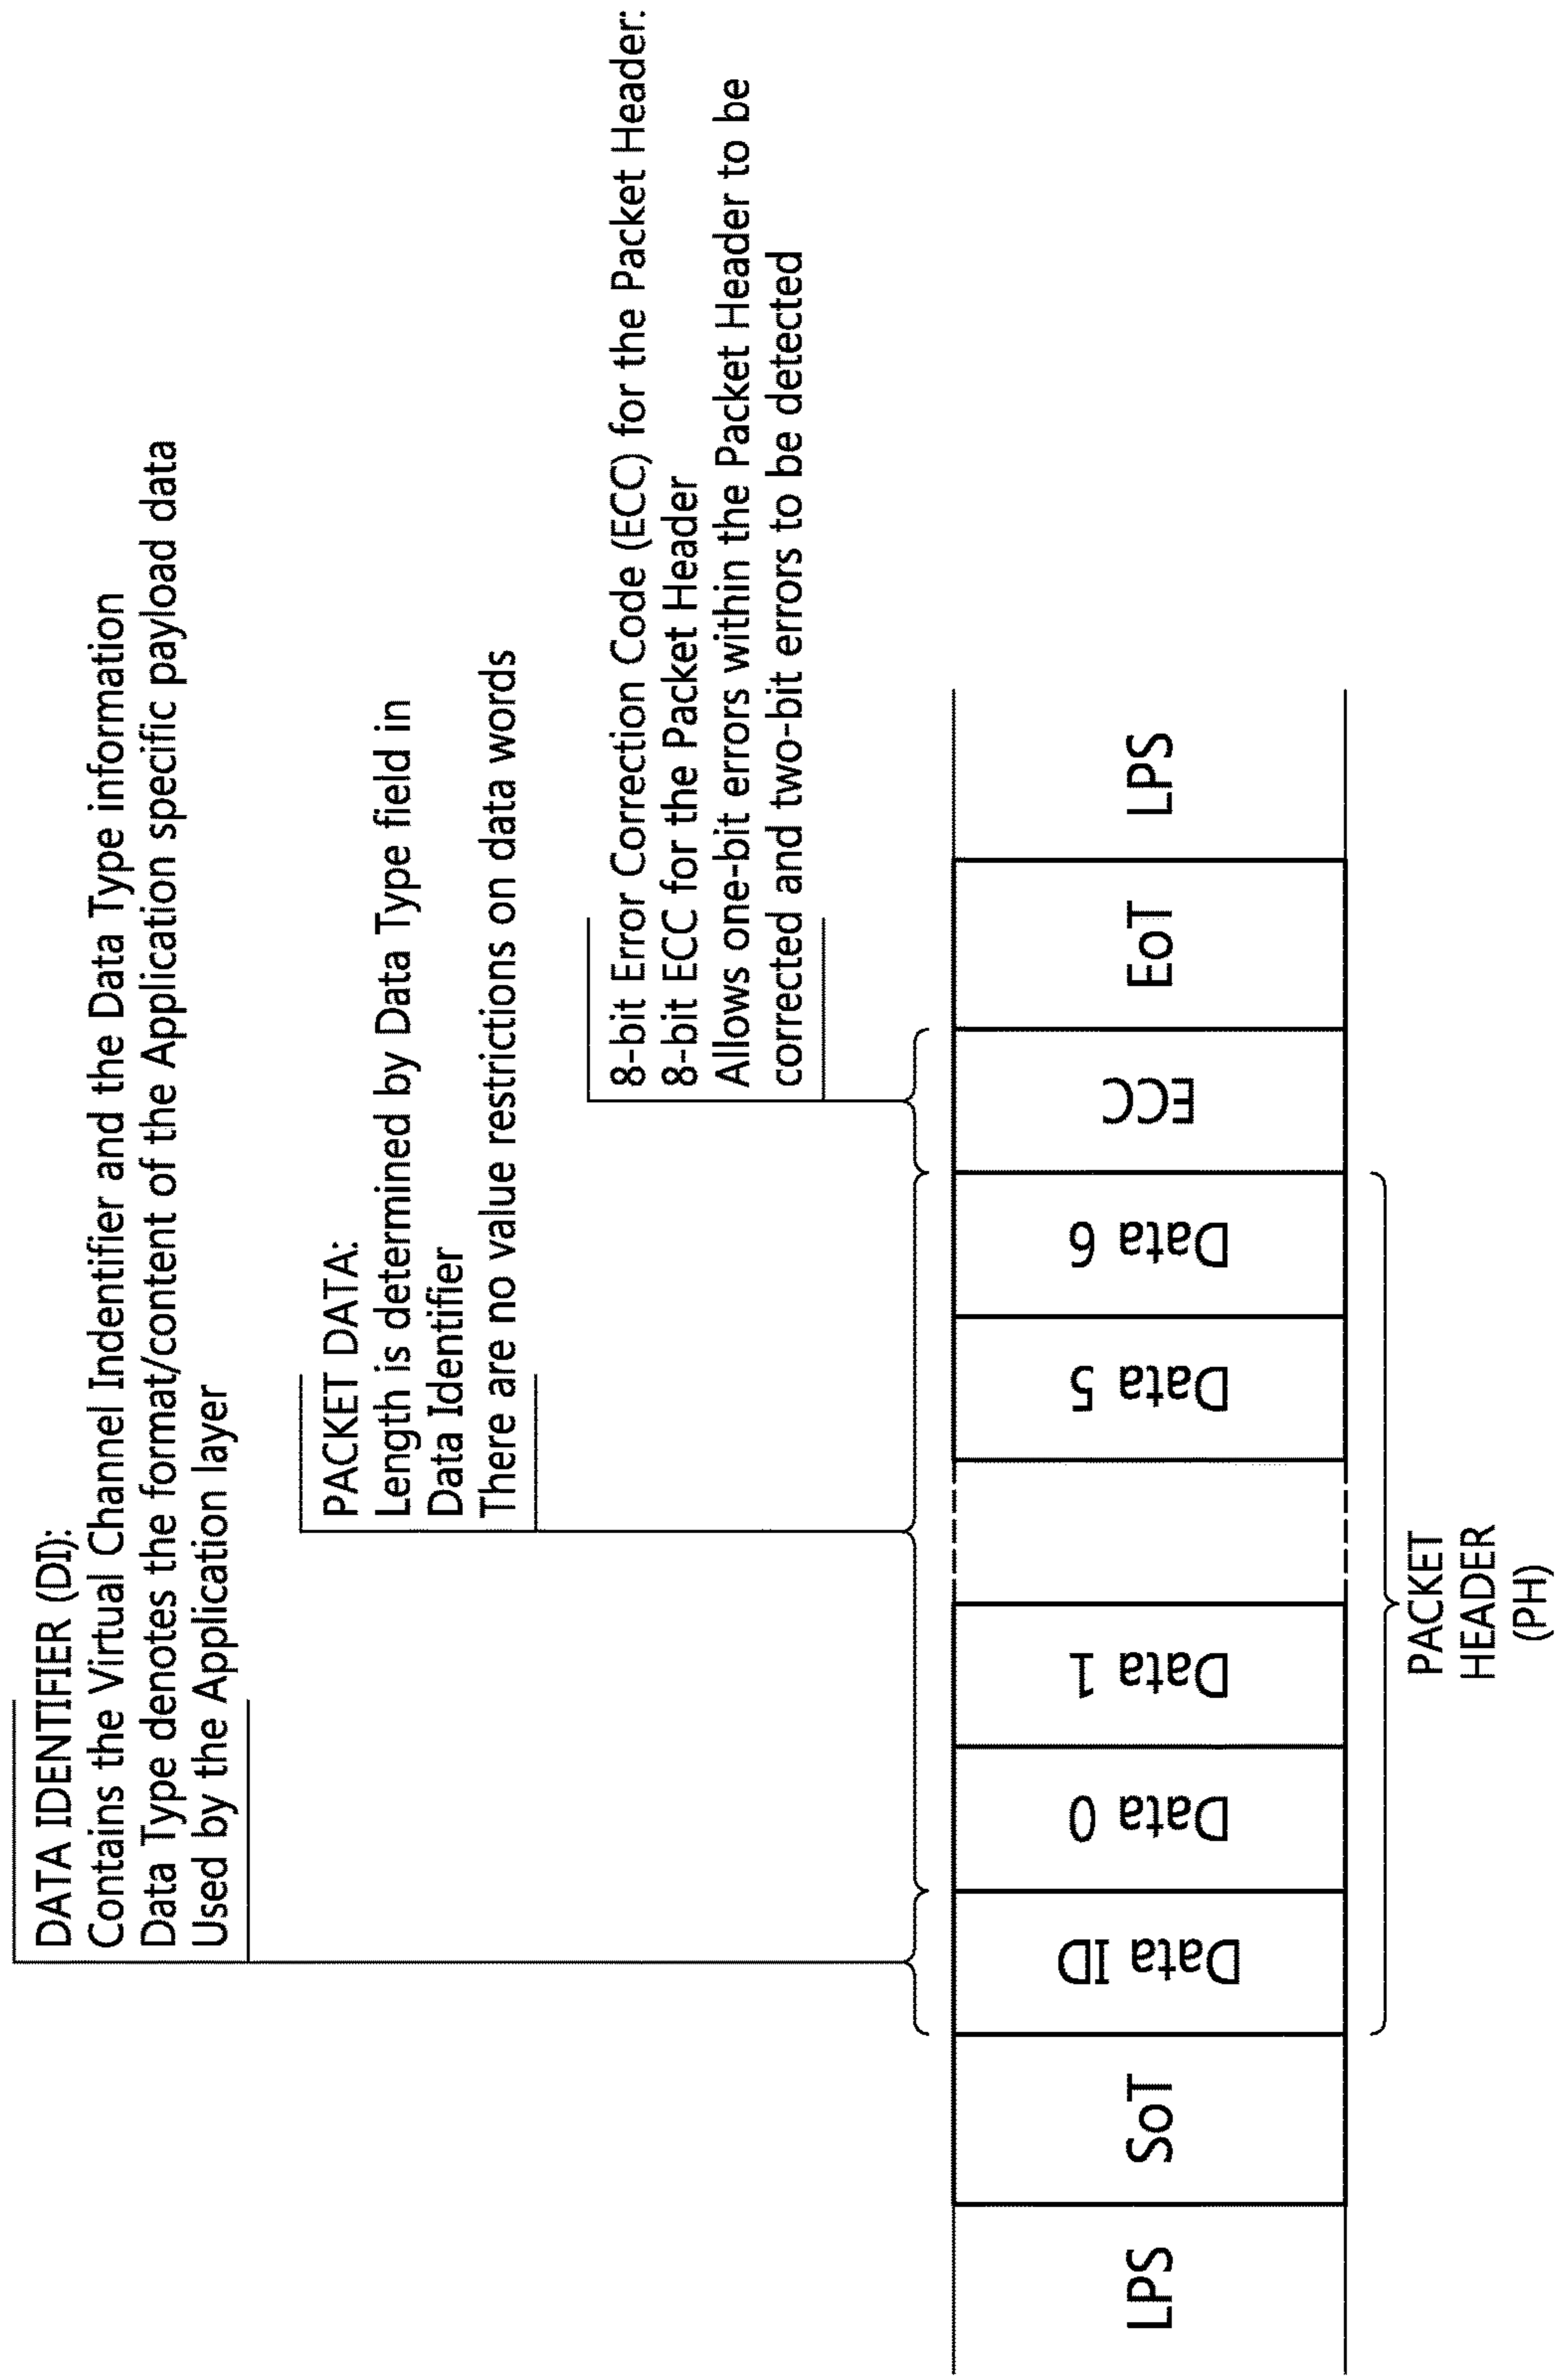 DATA IDENTIFIER (DI):
Contains the Virtual Channel Indentifier and the Data Type information
Data Type denotes the format/content of the Application specific payload data
Used by the Application layer
PACKET DATA:
Length is determined by Data Type field in
Data Identifier
There are no value restrictions on data words
8-bit Error Correction Code (ECC) for the Packet Header:
8-bit ECC for the Packet Header
Allows one-bit errors within the Packet Header to be
corrected and two-bit errors to be detected
LPS
SoT
Data ID
Data 0
Data 1
Data 5
Data 6
ECC
EoT
LPS
PACKET
HEADER
(PH)